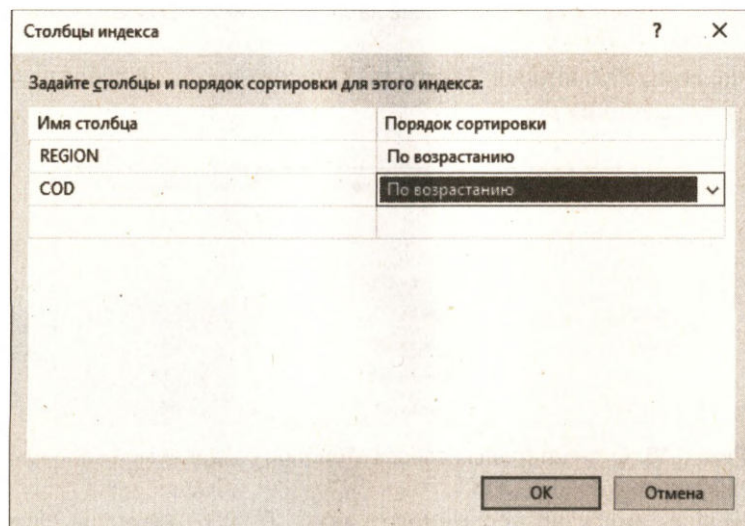 Столбцы индекса ? ×
Задайте столбцы и порядок сортировки для этого индекса:
Имя столбца Порядок сортировки
REGION По возрастанию
COD По возрастанию
OK Отмена